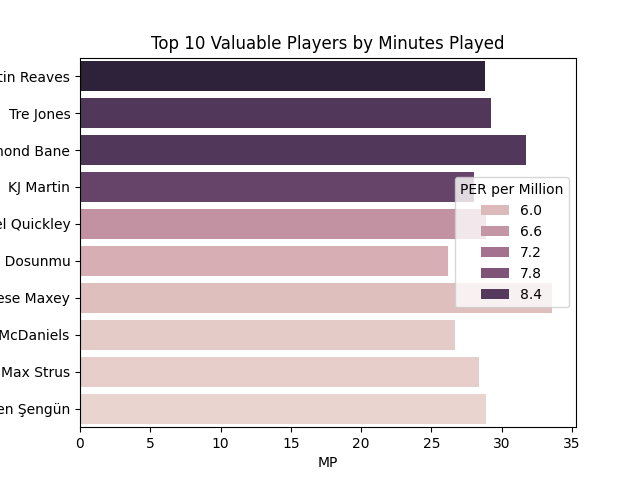 Top 10 Valuable Players by Minutes Played
tin Reaves
Tre Jones
mond Bane
KJ Martin
el Quickley
Dosunmu
ese Maxey
McDaniels
Max Strus
en Şengün
PER per Million
6.0
6.6
7.2
7.8
8.4
0 5 10 15 20 25 30 35
MP